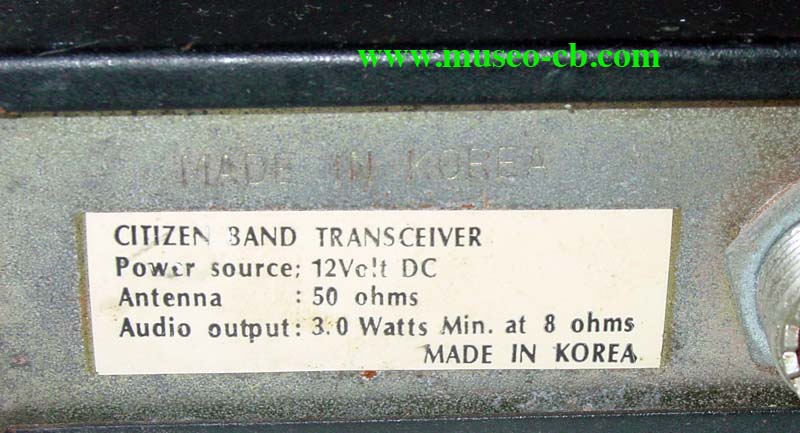 www.museo-cb.com
MADE IN KOREA
CITIZEN BAND TRANSCEIVER
Power source: 12Volt DC
Antenna : 50 ohms
Audio output: 3.0 Watts Min. at 8 ohms
MADE IN KOREA